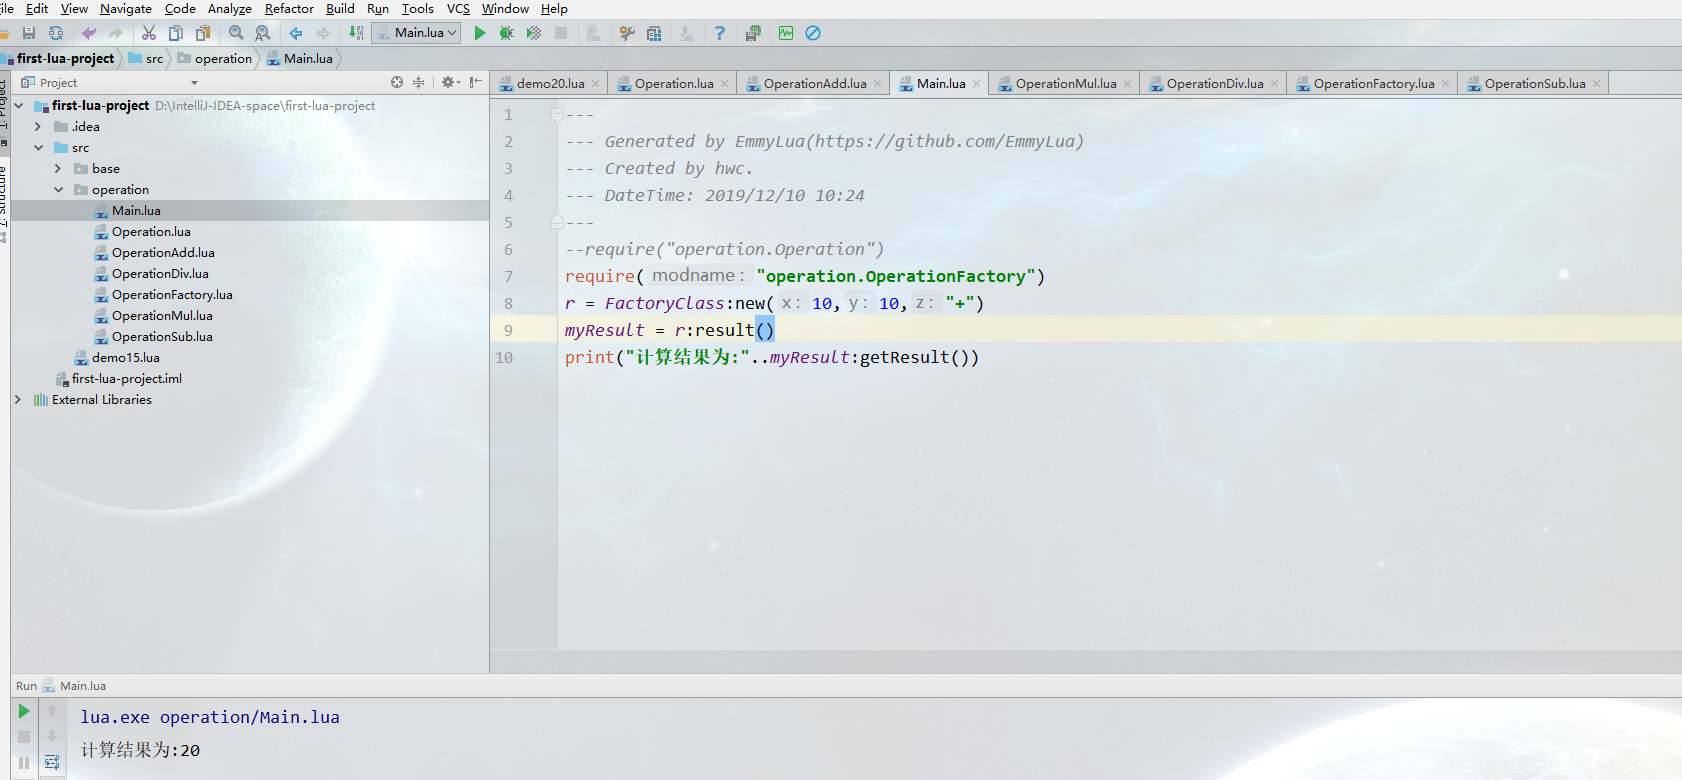 ile Edit View Navigate Code Analyze Refactor Build Run Tools VCS Window Help
Main.lua
first-lua-project src operation Main.lua
Project
demo20.lua Operation.lua OperationAdd.lua Main.lua OperationMul.lua OperationDiv.lua OperationFactory.lua OperationSub.lua
first-lua-project D:\IntelliJ-IDEA-space\first-lua-project
.idea
src
base
operation
Main.lua
Operation.lua
OperationAdd.lua
OperationDiv.lua
OperationFactory.lua
OperationMul.lua
OperationSub.lua
demo15.lua
first-lua-project.iml
External Libraries
1: Project
7: Structure
1 ---
2 --- Generated by EmmyLua(https://github.com/EmmyLua)
3 --- Created by hwc.
4 --- DateTime: 2019/12/10 10:24
5 ---
6 --require("operation.Operation")
7 require( modname: "operation.OperationFactory")
8 r = FactoryClass:new( x: 10, y: 10, z: "+")
9 myResult = r:result()
10 print("计算结果为:"..myResult:getResult())
Run Main.lua
lua.exe operation/Main.lua
计算结果为:20